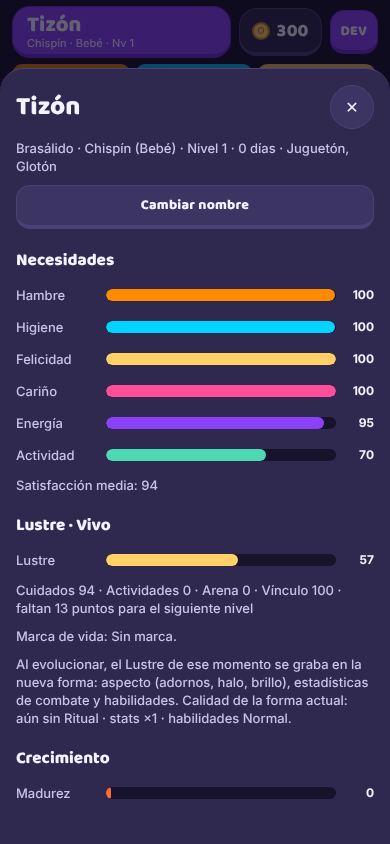 Tizón
Chispín · Bebé · Nv 1
300
DEV
Tizón
×
Brasálido · Chispín (Bebé) · Nivel 1 · 0 días · Juguetón,
Glotón
Cambiar nombre
Necesidades
Hambre 100
Higiene 100
Felicidad 100
Cariño 100
Energía 95
Actividad 70
Satisfacción media: 94
Lustre · Vivo
Lustre 57
Cuidados 94 · Actividades 0 · Arena 0 · Vínculo 100 ·
faltan 13 puntos para el siguiente nivel
Marca de vida: Sin marca.
Al evolucionar, el Lustre de ese momento se graba en la
nueva forma: aspecto (adornos, halo, brillo), estadísticas
de combate y habilidades. Calidad de la forma actual:
aún sin Ritual · stats ×1 · habilidades Normal.
Crecimiento
Madurez 0